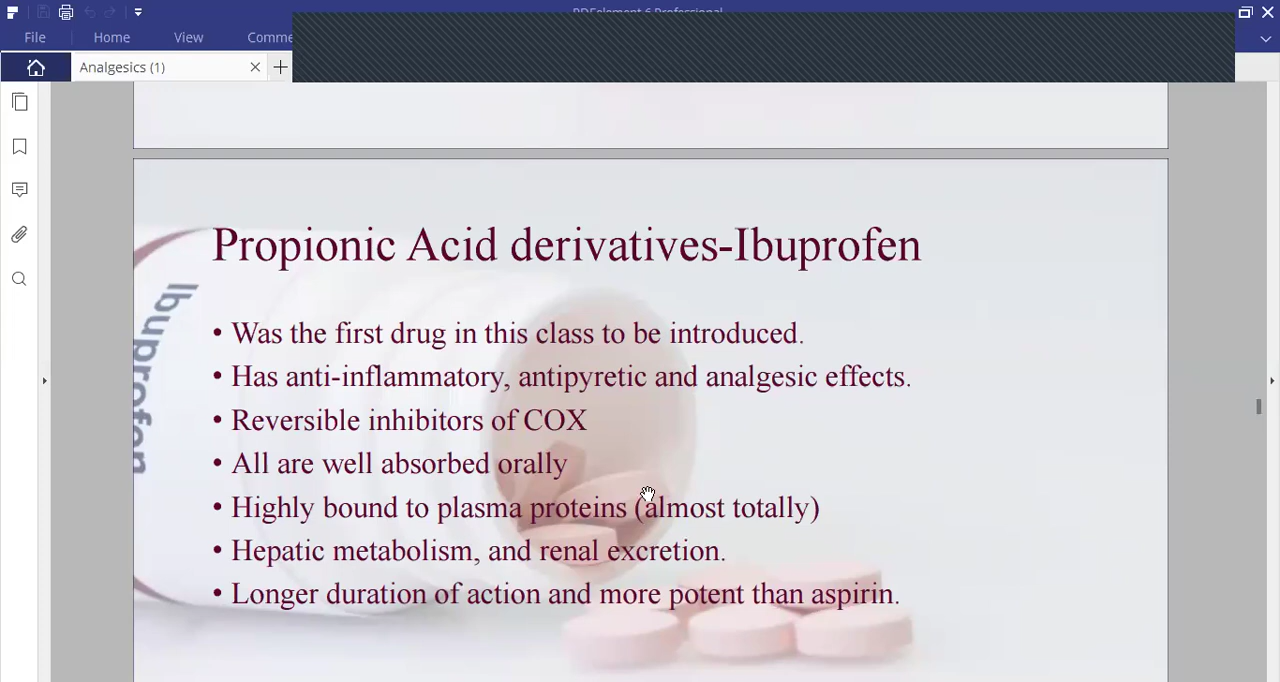 PDFelement 6 Professional
File
Home
View
Comme
Analgesics (1)
Propionic Acid derivatives-Ibuprofen
• Was the first drug in this class to be introduced.
• Has anti-inflammatory, antipyretic and analgesic effects.
• Reversible inhibitors of COX
• All are well absorbed orally
• Highly bound to plasma proteins (almost totally)
• Hepatic metabolism, and renal excretion.
• Longer duration of action and more potent than aspirin.
Ibuprofen